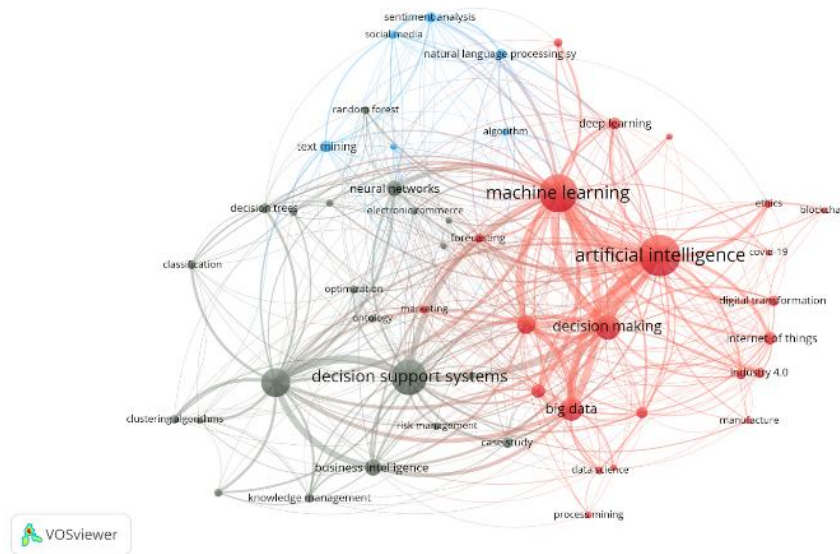 sentiment analysis
social media
natural language processing sy
random forest
algorithm
deep learning
text mining
neural networks
machine learning
decision trees
electronic commerce
ethics
blockchai
forecasting
artificial intelligence
covid-19
classification
optimization
marketing
ontology
digital transformation
decision making
internet of things
decision support systems
industry 4.0
big data
clustering algorithms
risk management
manufacture
case study
business intelligence
data science
knowledge management
process mining
VOSviewer